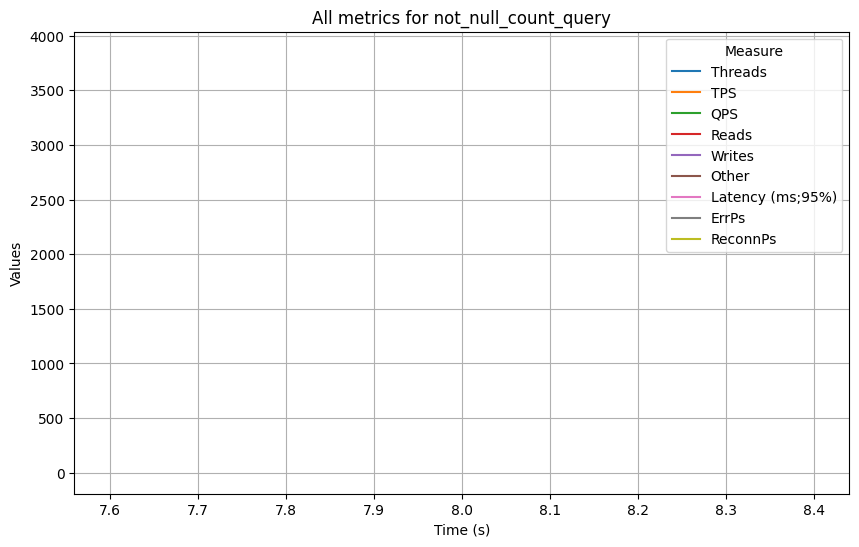 All metrics for not_null_count_query
4000
3500
3000
2500
2000
1500
1000
500
0
Values
Measure
Threads
TPS
QPS
Reads
Writes
Other
Latency (ms;95%)
ErrPs
ReconnPs
7.6 7.7 7.8 7.9 8.0 8.1 8.2 8.3 8.4
Time (s)